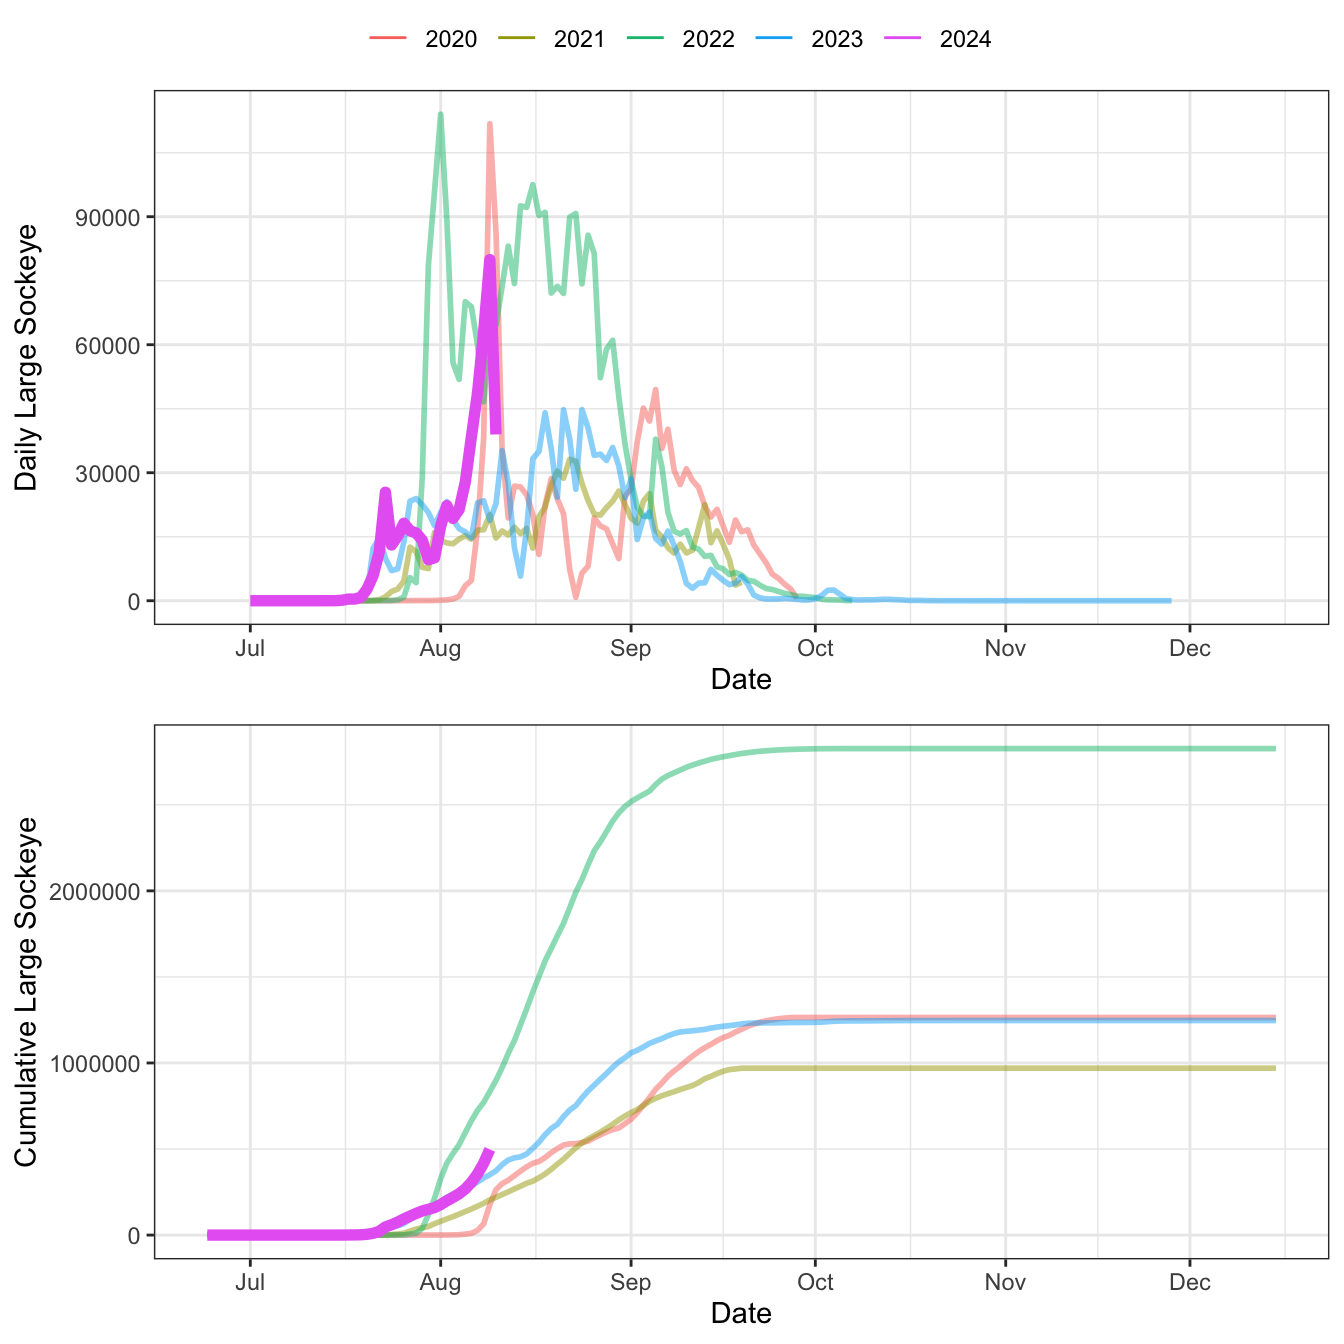 2020 2021 2022 2023 2024
Daily Large Sockeye
90000
60000
30000
0
Jul Aug Sep Oct Nov Dec
Date
Cumulative Large Sockeye
2000000
1000000
0
Jul Aug Sep Oct Nov Dec
Date